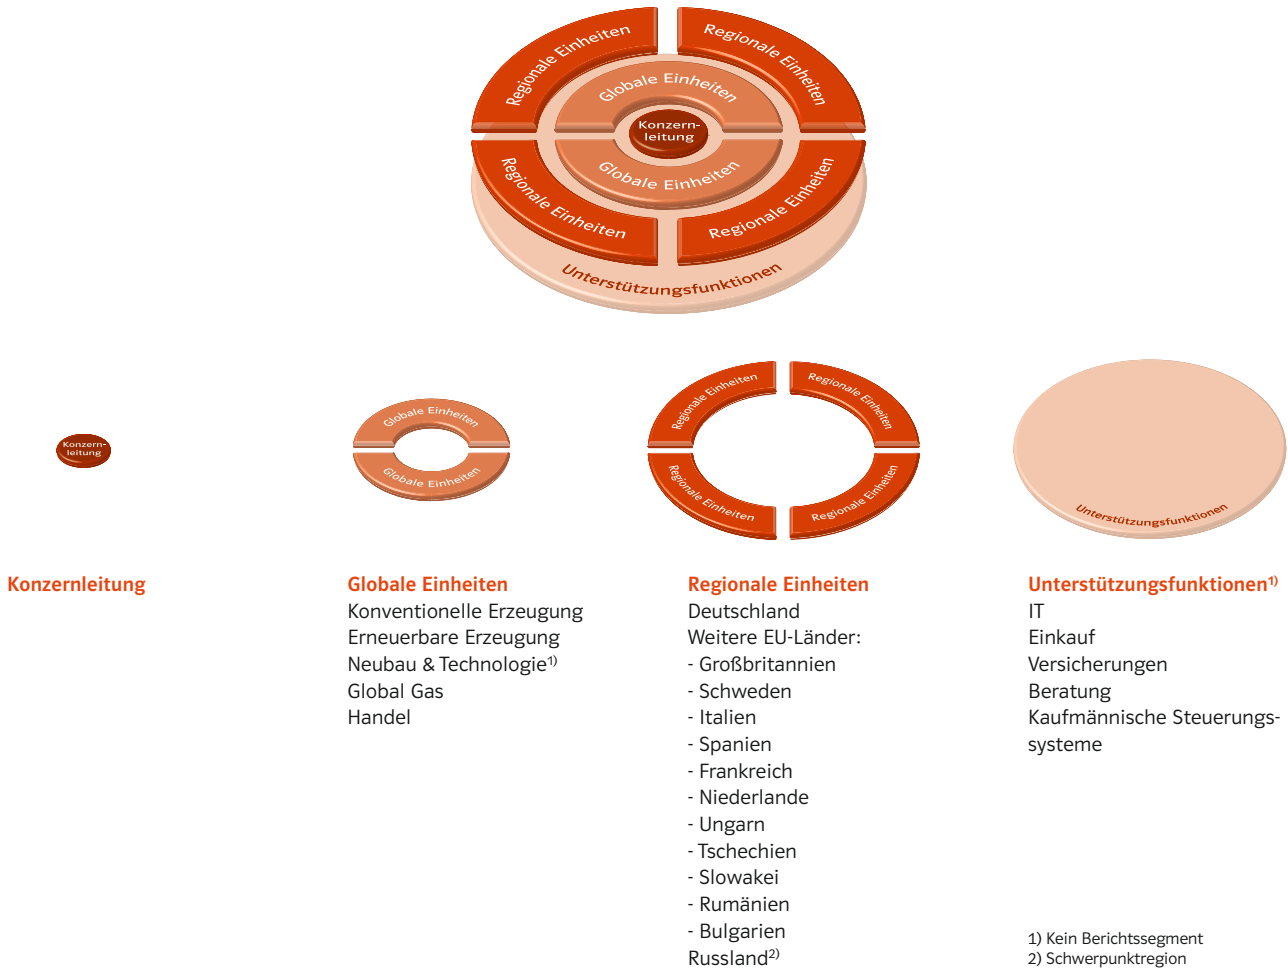 Regionale Einheiten
Regionale Einheiten
Globale Einheiten
Konzern-
leitung
Globale Einheiten
Regionale Einheiten
Regionale Einheiten
Unterstützungsfunktionen
Konzern-
leitung
Globale Einheiten
Globale Einheiten
Regionale Einheiten
Regionale Einheiten
Regionale Einheiten
Regionale Einheiten
Unterstützungsfunktionen
Konzernleitung
Globale Einheiten
Konventionelle Erzeugung
Erneuerbare Erzeugung
Neubau & Technologie1)
Global Gas
Handel
Regionale Einheiten
Deutschland
Weitere EU-Länder:
- Großbritannien
- Schweden
- Italien
- Spanien
- Frankreich
- Niederlande
- Ungarn
- Tschechien
- Slowakei
- Rumänien
- Bulgarien
Russland2)
Unterstützungsfunktionen1)
IT
Einkauf
Versicherungen
Beratung
Kaufmännische Steuerungs-
systeme
1) Kein Berichtssegment
2) Schwerpunktregion